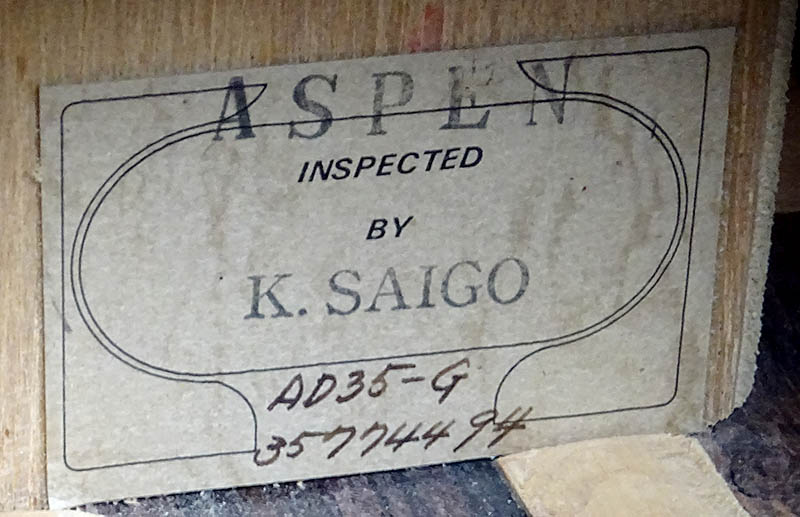 ASPEN
INSPECTED
BY
K. SAIGO
AD35-G
35774494